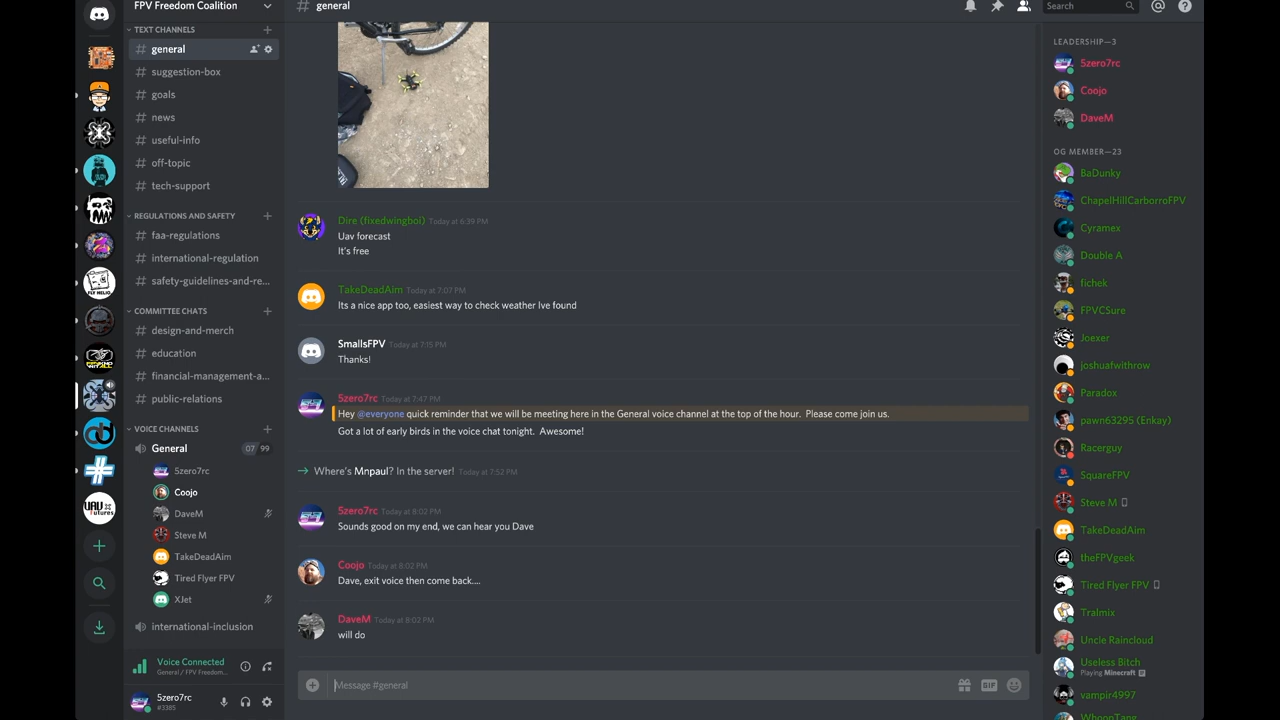 FPV Freedom Coalition
TEXT CHANNELS
# general
# suggestion-box
# goals
# news
# useful-info
# off-topic
# tech-support
REGULATIONS AND SAFETY
# faa-regulations
# international-regulation
# safety-guidelines-and-re...
COMMITTEE CHATS
# design-and-merch
# education
# financial-management-a...
# public-relations
VOICE CHANNELS
General 07 99
5zero7rc
Coojo
DaveM
Steve M
TakeDeadAim
Tired Flyer FPV
XJet
international-inclusion
Voice Connected
General / FPV Freedom...
5zero7rc
#3385
# general
Search
Dire (fixedwingboi) Today at 6:39 PM
Uav forecast
It's free
TakeDeadAim Today at 7:07 PM
Its a nice app too, easiest way to check weather Ive found
SmallsFPV Today at 7:15 PM
Thanks!
5zero7rc Today at 7:47 PM
Hey @everyone quick reminder that we will be meeting here in the General voice channel at the top of the hour. Please come join us.
Got a lot of early birds in the voice chat tonight. Awesome!
Where's Mnpaul? In the server! Today at 7:52 PM
5zero7rc Today at 8:02 PM
Sounds good on my end, we can hear you Dave
Coojo Today at 8:02 PM
Dave, exit voice then come back....
DaveM Today at 8:02 PM
will do
Message #general
GIF
LEADERSHIP—3
5zero7rc
Coojo
DaveM
OG MEMBER—23
BaDunky
ChapelHillCarborroFPV
Cyramex
Double A
fichek
FPVCSure
Joexer
joshuafwithrow
Paradox
pawn63295 (Enkay)
Racerguy
SquareFPV
Steve M
TakeDeadAim
theFPVgeek
Tired Flyer FPV
Tralmix
Uncle Raincloud
Useless Bitch
Playing Minecraft
vampir4997
WhoopTang